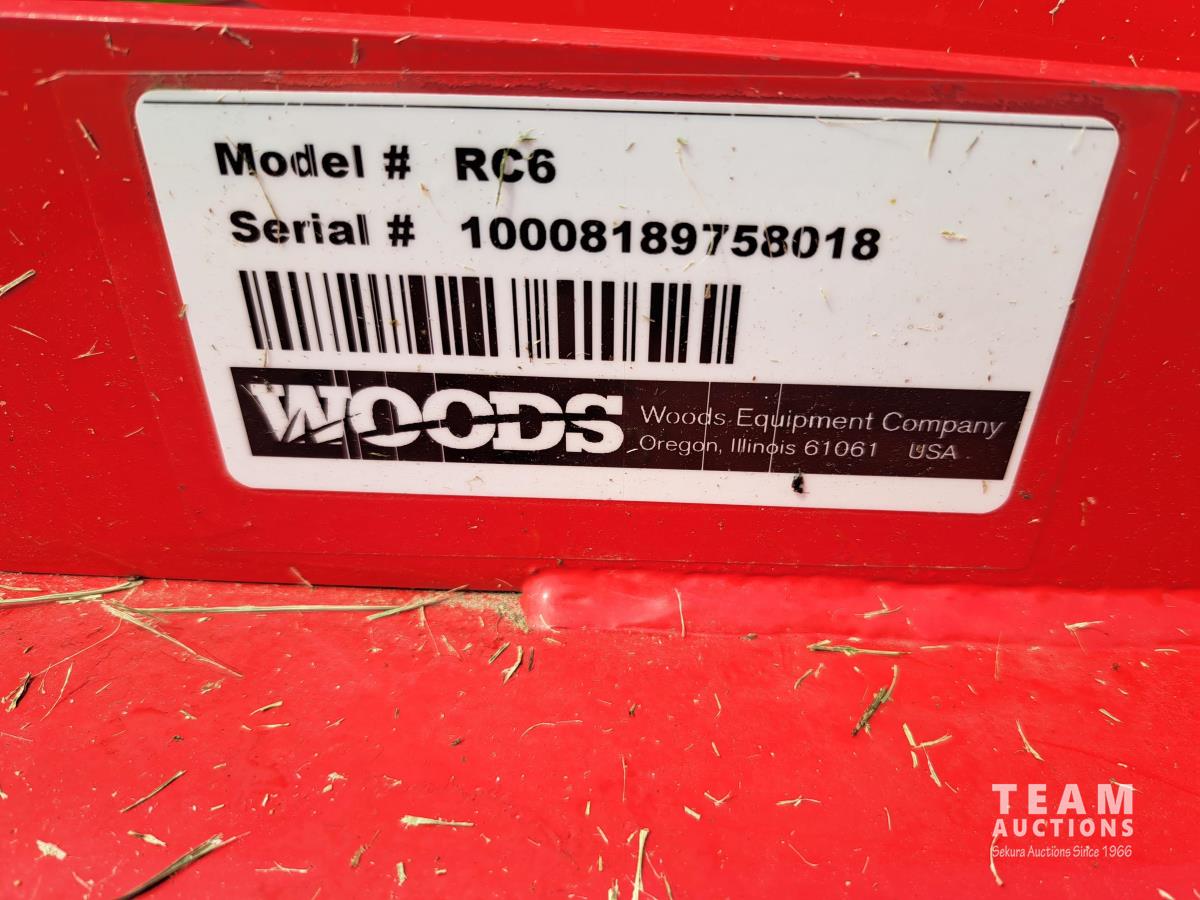 Model # RC6
Serial # 10008189758018
WOODS
Woods Equipment Company
Oregon, Illinois 61061 USA
TEAM
AUCTIONS
Sekura Auctions Since 1966